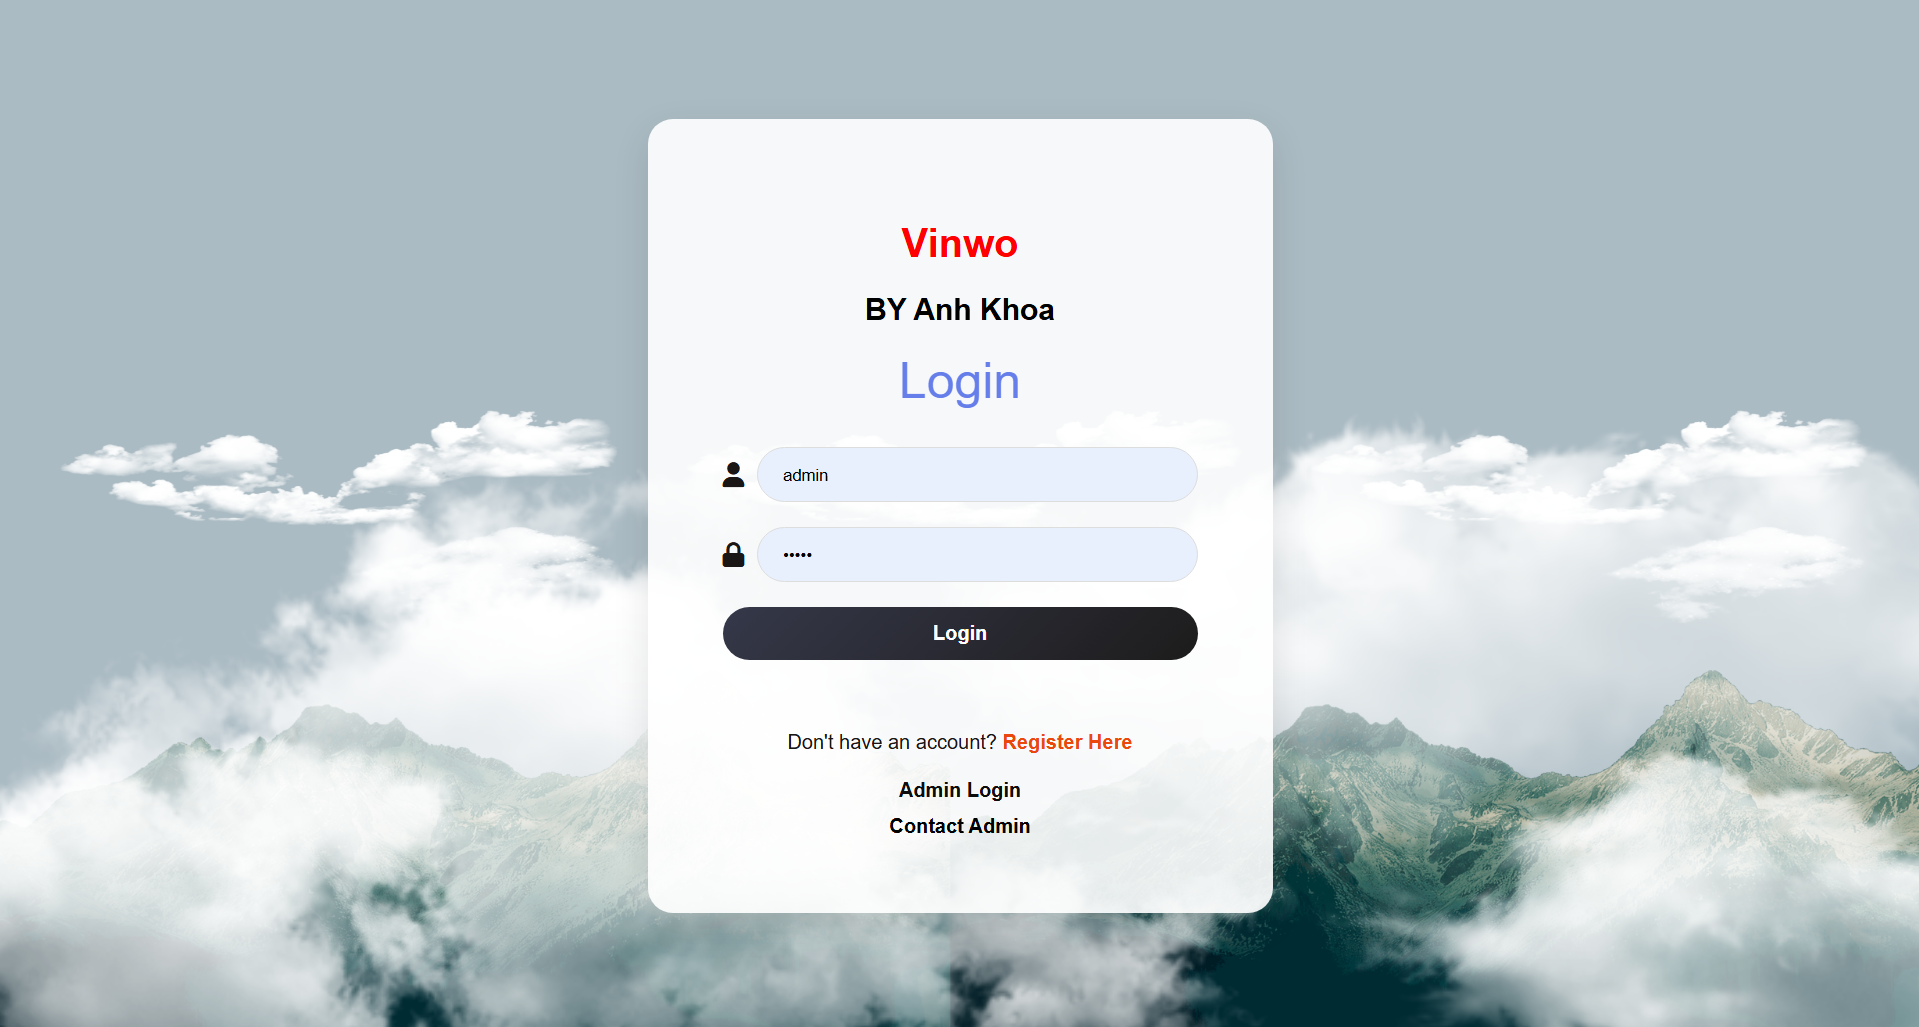 Vinwo
BY Anh Khoa
Login
admin
•••••
Login
Don't have an account? Register Here
Admin Login
Contact Admin